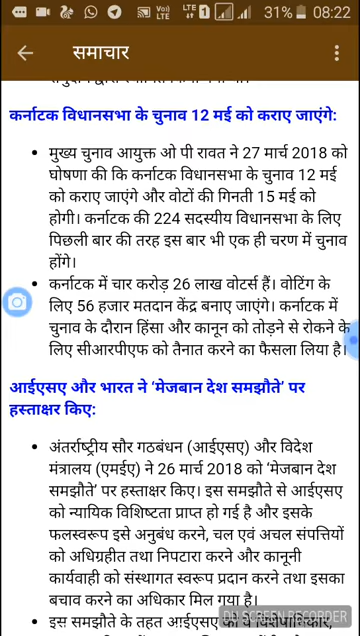 Voj) LTE LTE 1 31% 08:22
समाचार
कर्नाटक विधानसभा के चुनाव 12 मई को कराए जाएंगे:
• मुख्य चुनाव आयुक्त ओ पी रावत ने 27 मार्च 2018 को
घोषणा की कि कर्नाटक विधानसभा के चुनाव 12 मई
को कराए जाएंगे और वोटों की गिनती 15 मई को
होगी। कर्नाटक की 224 सदस्यीय विधानसभा के लिए
पिछली बार की तरह इस बार भी एक ही चरण में चुनाव
होंगे।
• कर्नाटक में चार करोड़ 26 लाख वोटर्स हैं। वोटिंग के
लिए 56 हजार मतदान केंद्र बनाए जाएंगे। कर्नाटक में
चुनाव के दौरान हिंसा और कानून को तोड़ने से रोकने के
लिए सीआरपीएफ को तैनात करने का फैसला लिया है।
आईएसए और भारत ने ‘मेजबान देश समझौते’ पर
हस्ताक्षर किए:
• अंतर्राष्ट्रीय सौर गठबंधन (आईएसए) और विदेश
मंत्रालय (एमईए) ने 26 मार्च 2018 को ‘मेजबान देश
समझौते’ पर हस्ताक्षर किए। इस समझौते से आईएसए
को न्यायिक विशिष्टता प्राप्त हो गई है और इसके
फलस्वरूप इसे अनुबंध करने, चल एवं अचल संपत्तियों
को अधिग्रहीत तथा निपटारा करने और कानूनी
कार्यवाही को संस्थागत स्वरूप प्रदान करने तथा इसका
बचाव करने का अधिकार मिल गया है।
DU SCREEN RECORDER
• इस समझौते के तहत आईएसए को वे विशेषाधिकार,